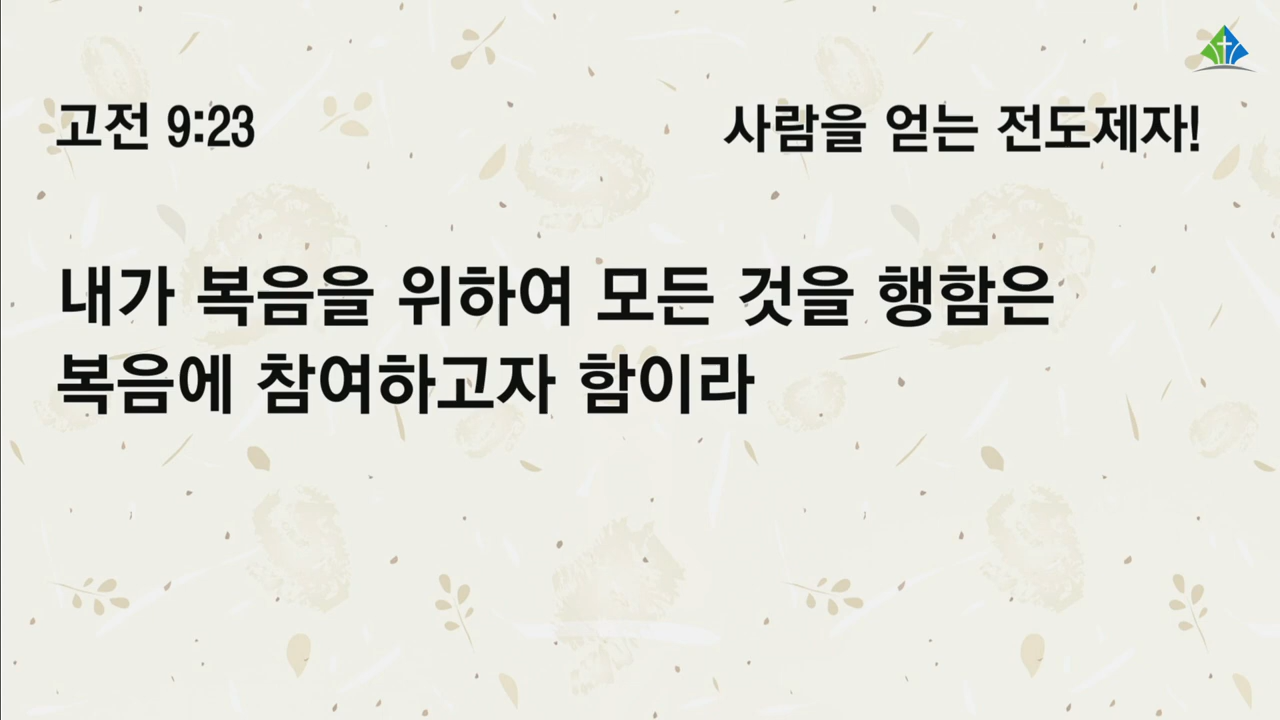 고전 9:23
사람을 얻는 전도제자!
내가 복음을 위하여 모든 것을 행함은
복음에 참여하고자 함이라